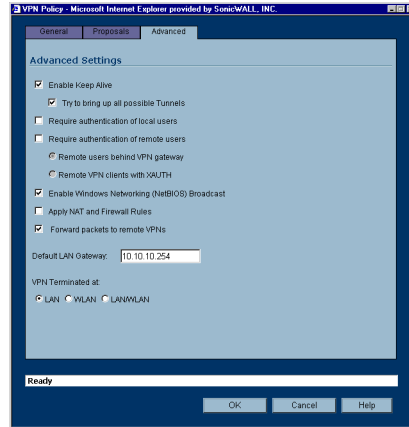 VPN Policy - Microsoft Internet Explorer provided by SonicWALL, INC.
General Proposals Advanced
Advanced Settings
Enable Keep Alive
Try to bring up all possible Tunnels
Require authentication of local users
Require authentication of remote users
Remote users behind VPN gateway
Remote VPN clients with XAUTH
Enable Windows Networking (NetBIOS) Broadcast
Apply NAT and Firewall Rules
Forward packets to remote VPNs
Default LAN Gateway: 10.10.10.254
VPN Terminated at:
LAN WLAN LAN/WLAN
Ready
OK Cancel Help